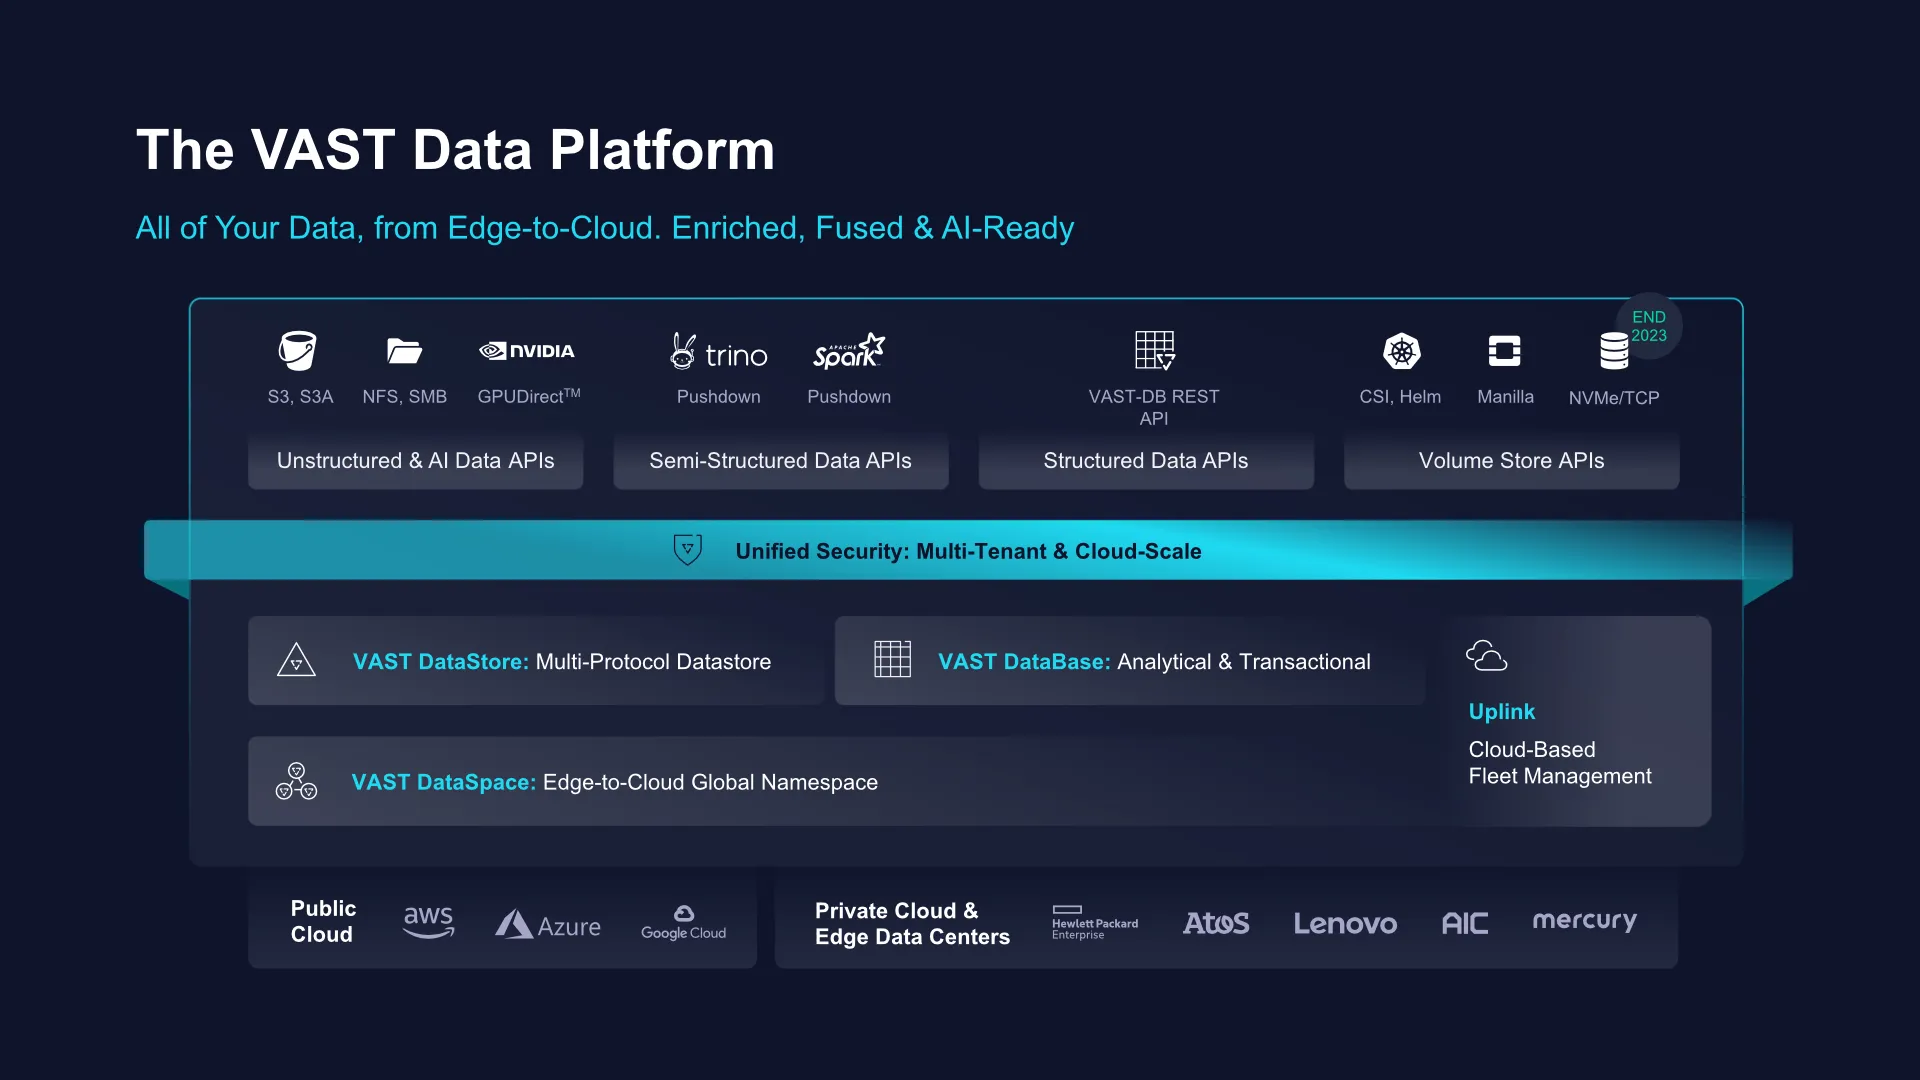 The VAST Data Platform
All of Your Data, from Edge-to-Cloud. Enriched, Fused & AI-Ready
END
2023
NVIDIA
trino
APACHE
Spark
S3, S3A
NFS, SMB
GPUDirect™
Pushdown
Pushdown
VAST-DB REST
API
CSI, Helm
Manilla
NVMe/TCP
Unstructured & AI Data APIs
Semi-Structured Data APIs
Structured Data APIs
Volume Store APIs
Unified Security: Multi-Tenant & Cloud-Scale
VAST DataStore: Multi-Protocol Datastore
VAST DataBase: Analytical & Transactional
VAST DataSpace: Edge-to-Cloud Global Namespace
Uplink
Cloud-Based
Fleet Management
Public
Cloud
aws
Azure
Google Cloud
Private Cloud &
Edge Data Centers
Hewlett Packard
Enterprise
Atos
Lenovo
AIC
mercury